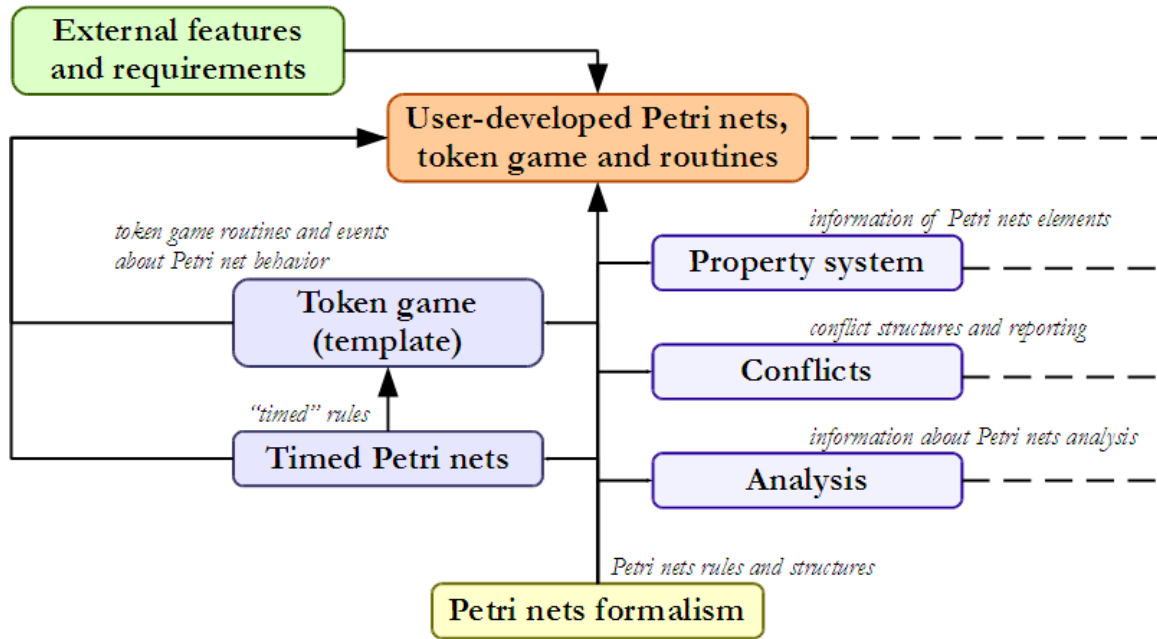 External features
and requirements
User-developed Petri nets,
token game and routines
token game routines and events
about Petri net behavior
information of Petri nets elements
Property system
Token game
(template)
conflict structures and reporting
Conflicts
“timed” rules
Timed Petri nets
information about Petri nets analysis
Analysis
Petri nets rules and structures
Petri nets formalism